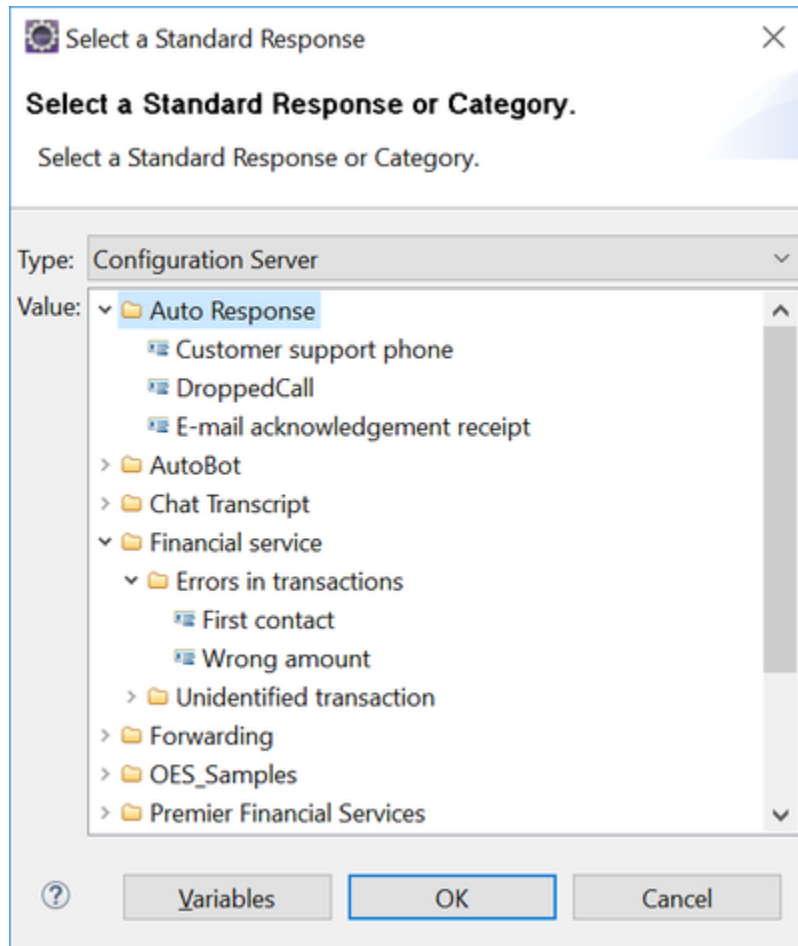 Select a Standard Response
Select a Standard Response or Category.
Select a Standard Response or Category.
Type: Configuration Server
Value: Auto Response
Customer support phone
DroppedCall
E-mail acknowledgement receipt
AutoBot
Chat Transcript
Financial service
Errors in transactions
First contact
Wrong amount
Unidentified transaction
Forwarding
OES_Samples
Premier Financial Services
? Variables OK Cancel